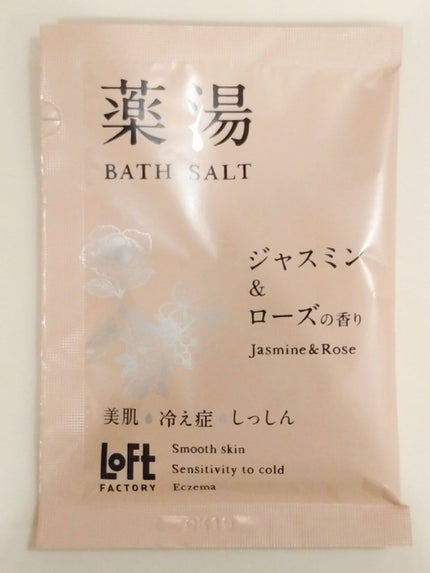 薬湯
BATH SALT
ジャスミン
&
ローズの香り
Jasmine&Rose
美肌 冷え症 しっしん
Smooth skin
Sensitivity to cold
Eczema
LOFT
FACTORY